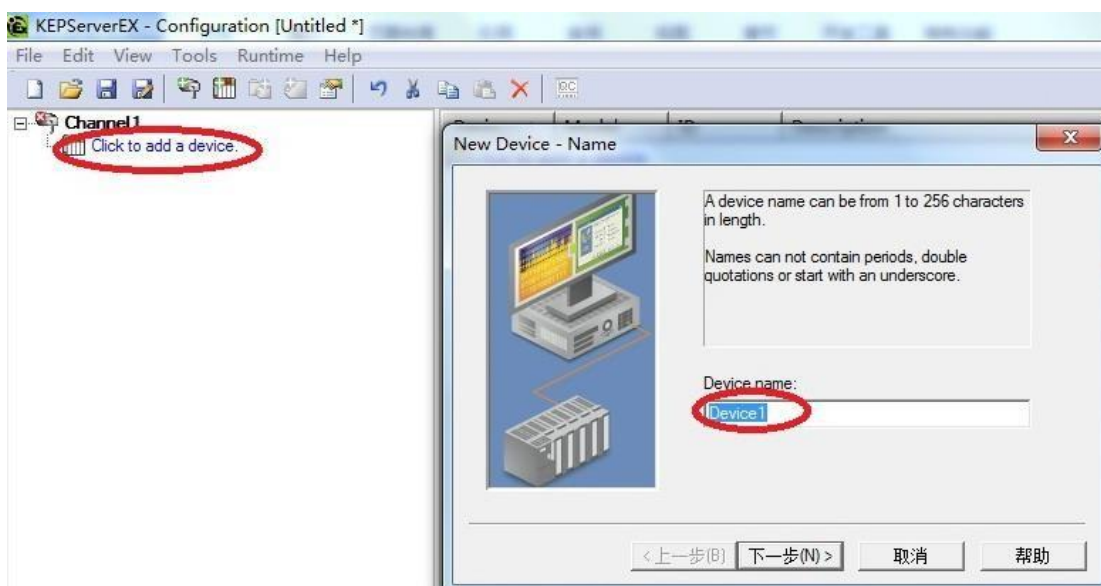 KEPServerEX - Configuration [Untitled *]
File Edit View Tools Runtime Help
Channel1
Click to add a device.
New Device - Name
A device name can be from 1 to 256 characters
in length.
Names can not contain periods, double
quotations or start with an underscore.
Device name:
Device1
<上一步(B) 下一步(N)> 取消 帮助